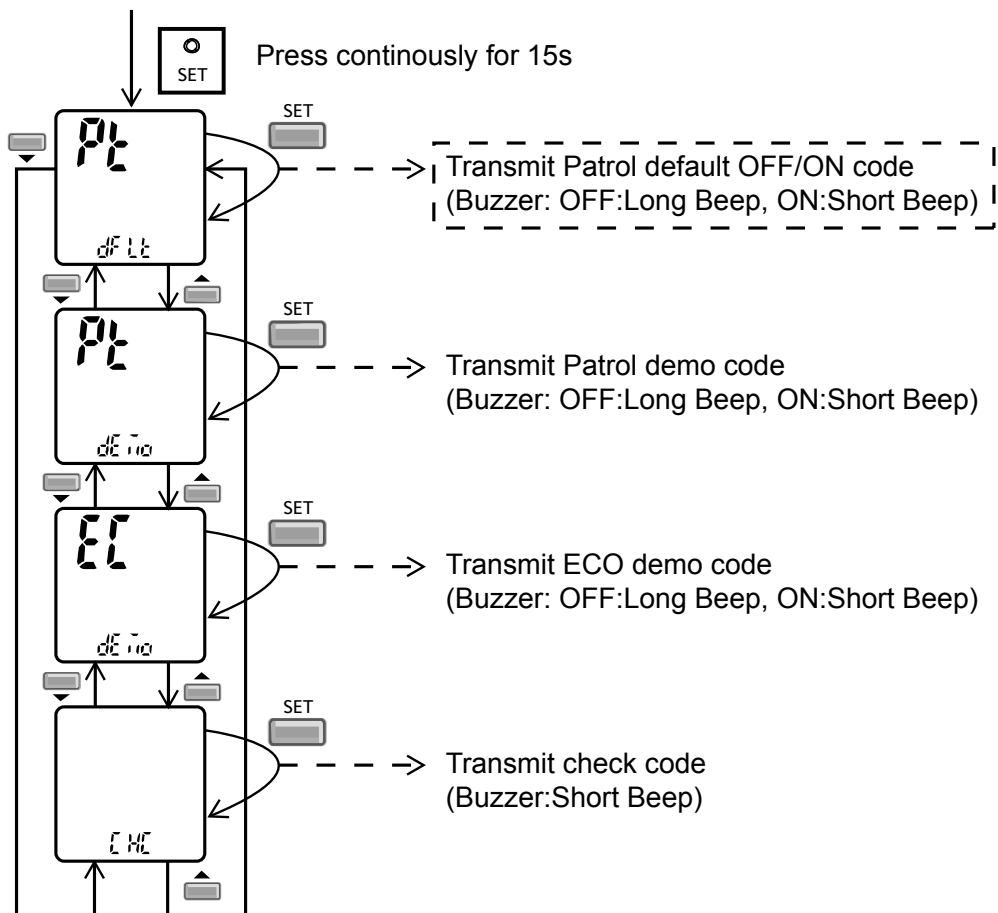 SET
Press continously for 15s
SET
Pt
Transmit Patrol default OFF/ON code
(Buzzer: OFF:Long Beep, ON:Short Beep)
dFLt
SET
Pt
Transmit Patrol demo code
(Buzzer: OFF:Long Beep, ON:Short Beep)
dEmo
SET
EC
Transmit ECO demo code
(Buzzer: OFF:Long Beep, ON:Short Beep)
dEmo
SET
Transmit check code
(Buzzer:Short Beep)
CHC